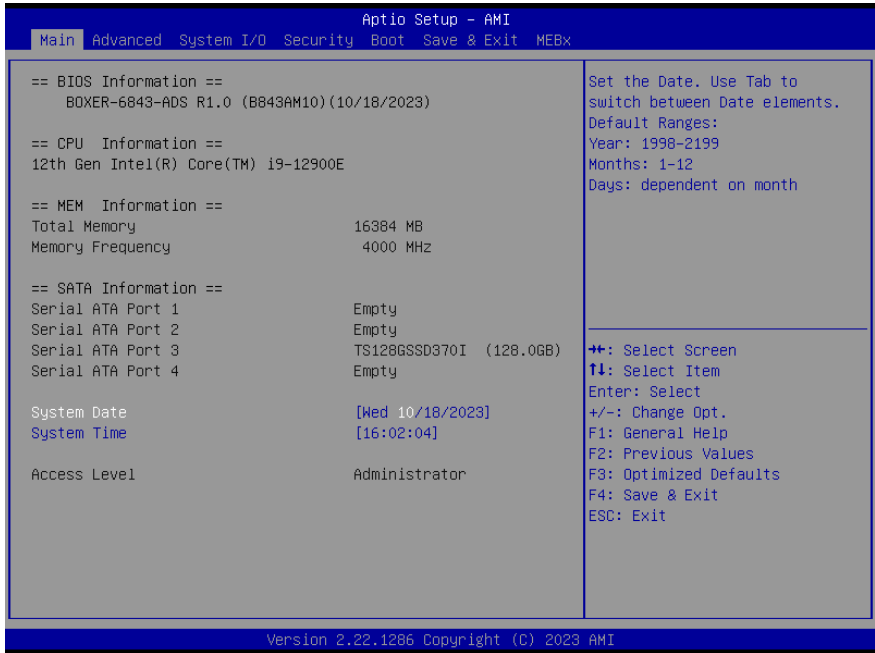 Aptio Setup - AMI
Main Advanced System I/O Security Boot Save & Exit MEBx
== BIOS Information ==
BOXER-6843-ADS R1.0 (B843AM10)(10/18/2023)
== CPU Information ==
12th Gen Intel(R) Core(TM) i9-12900E
== MEM Information ==
Total Memory 16384 MB
Memory Frequency 4000 MHz
== SATA Information ==
Serial ATA Port 1 Empty
Serial ATA Port 2 Empty
Serial ATA Port 3 TS128GSSD370I (128.0GB)
Serial ATA Port 4 Empty
System Date [Wed 10/18/2023]
System Time [16:02:04]
Access Level Administrator
Set the Date. Use Tab to
switch between Date elements.
Default Ranges:
Year: 1998-2199
Months: 1-12
Days: dependent on month
→←: Select Screen
↑↓: Select Item
Enter: Select
+/-: Change Opt.
F1: General Help
F2: Previous Values
F3: Optimized Defaults
F4: Save & Exit
ESC: Exit
Version 2.22.1286 Copyright (C) 2023 AMI